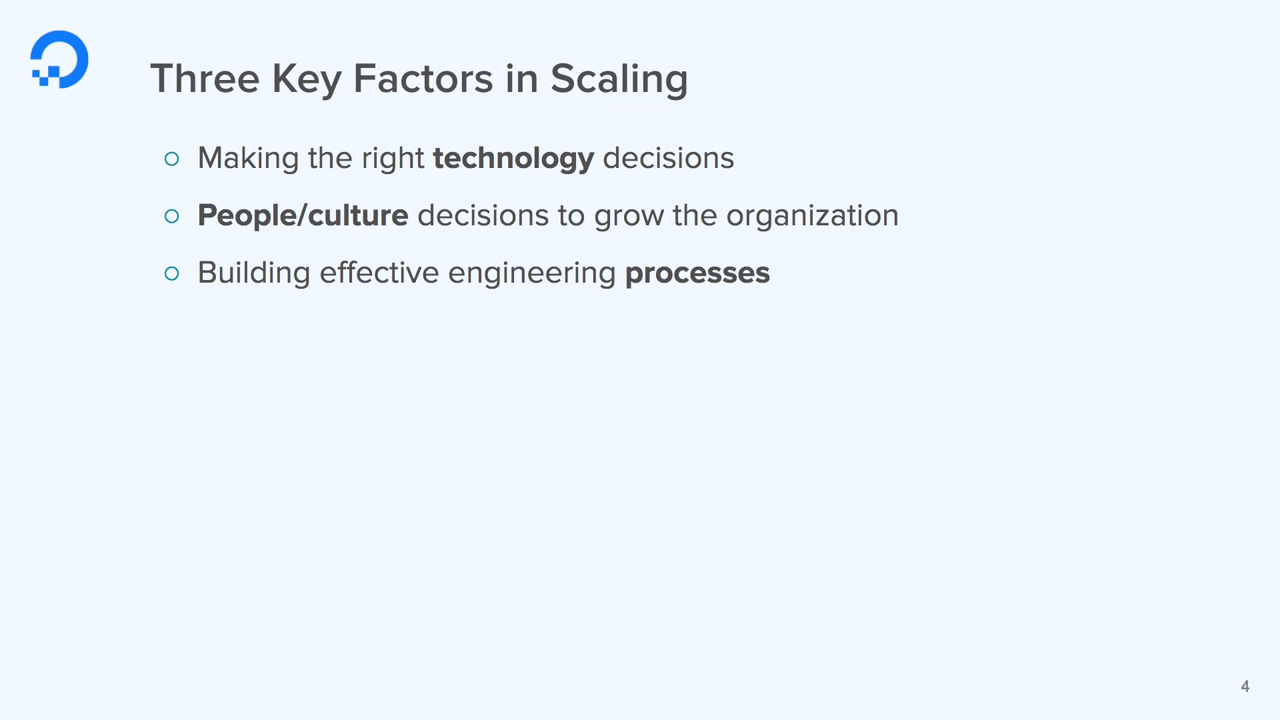 Three Key Factors in Scaling
Making the right technology decisions
People/culture decisions to grow the organization
Building effective engineering processes
4